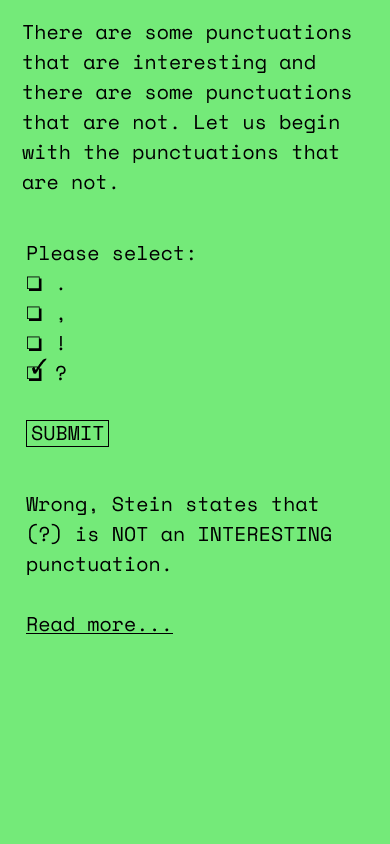 There are some punctuations
that are interesting and
there are some punctuations
that are not. Let us begin
with the punctuations that
are not.
Please select:
❏ .
❏ ,
❏ !
❏✓ ?
SUBMIT
Wrong, Stein states that
(?) is NOT an INTERESTING
punctuation.
Read more...